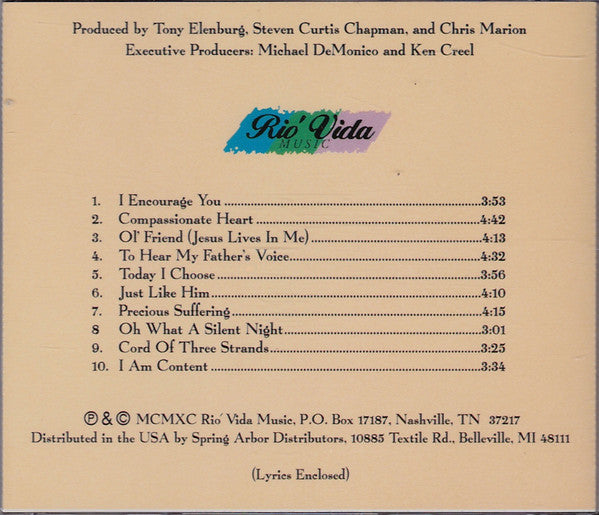 Produced by Tony Elenburg, Steven Curtis Chapman, and Chris Marion
Executive Producers: Michael DeMonico and Ken Creel
Rio' Vida
MUSIC
1. I Encourage You 3:53
2. Compassionate Heart 4:42
3. Ol' Friend (Jesus Lives In Me) 4:13
4. To Hear My Father's Voice 4:32
5. Today I Choose 3:56
6. Just Like Him 4:10
7. Precious Suffering 4:15
8 Oh What A Silent Night 3:01
9. Cord Of Three Strands 3:25
10. I Am Content 3:34
℗ & © MCMXC Rio' Vida Music, P.O. Box 17187, Nashville, TN 37217
Distributed in the USA by Spring Arbor Distributors, 10885 Textile Rd., Belleville, MI 48111
(Lyrics Enclosed)